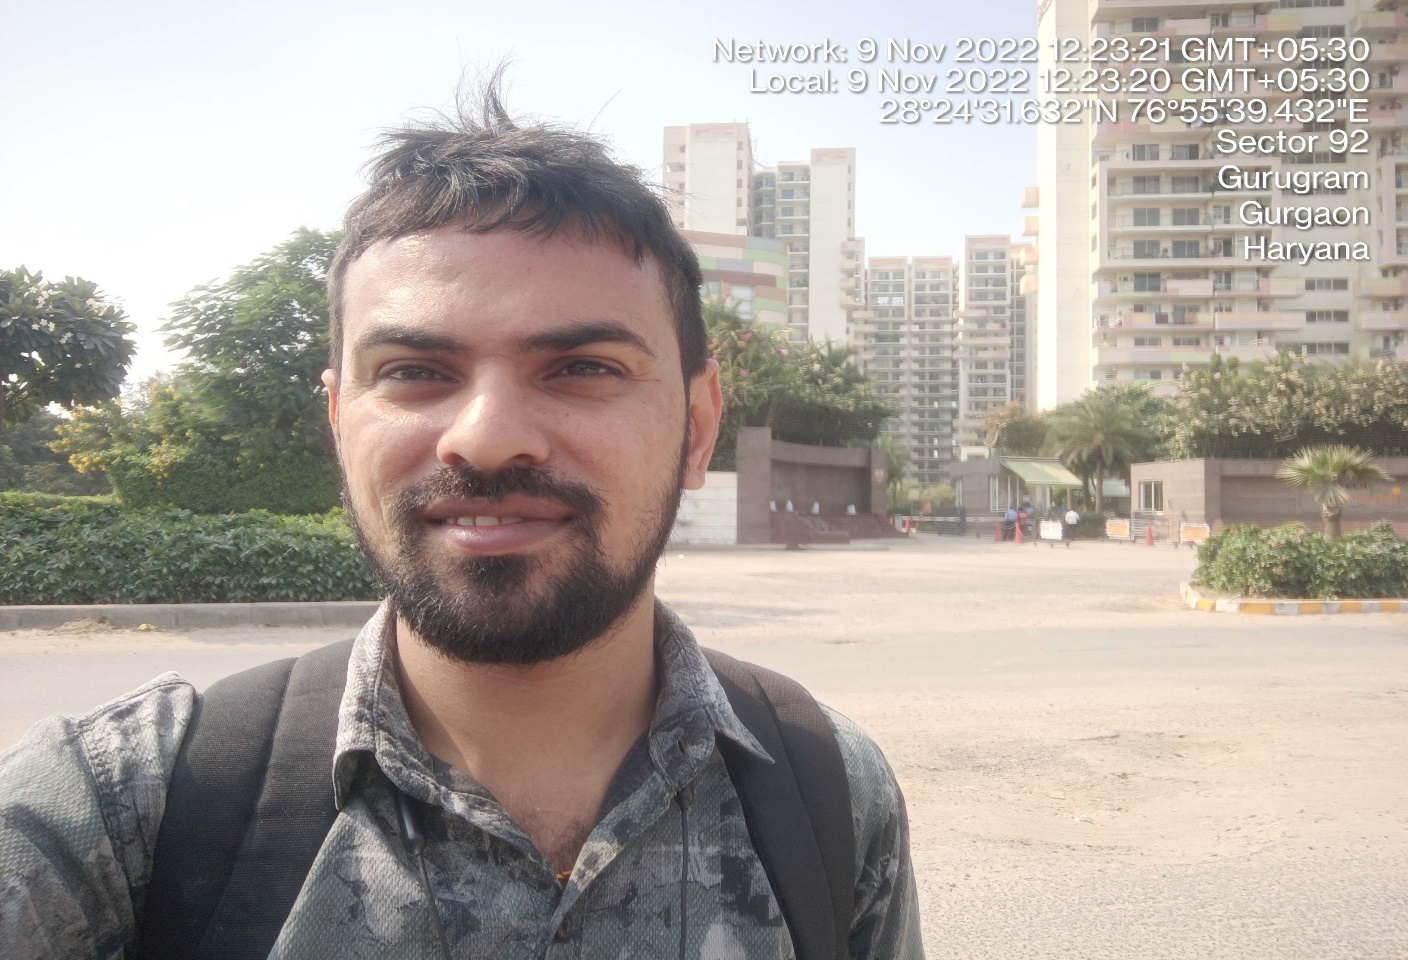 Network: 9 Nov 2022 12:23:21 GMT+05:30
Local: 9 Nov 2022 12:23:20 GMT+05:30
28°24'31.632"N 76°55'39.432"E
Sector 92
Gurugram
Gurgaon
Haryana